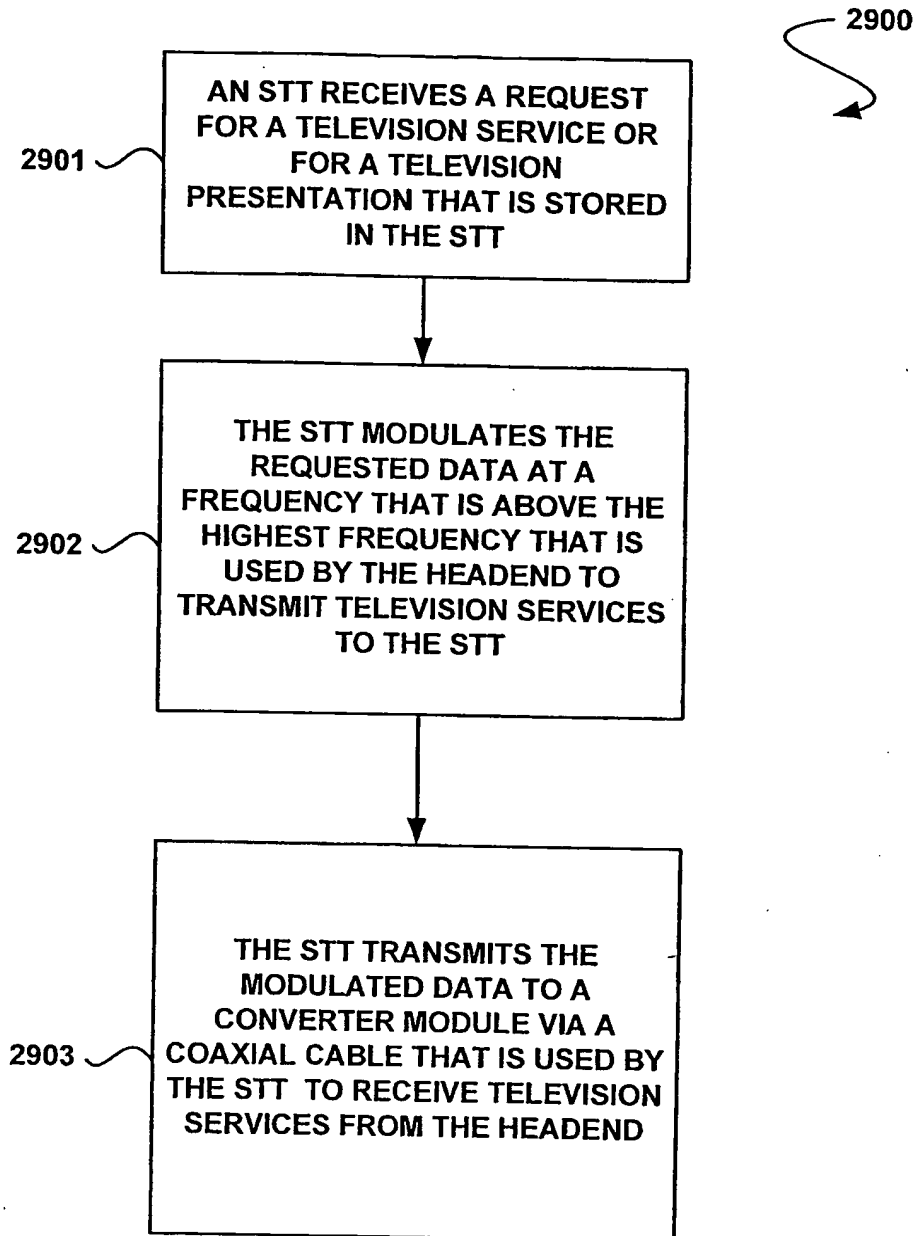 2900
AN STT RECEIVES A REQUEST
FOR A TELEVISION SERVICE OR
FOR A TELEVISION
PRESENTATION THAT IS STORED
IN THE STT
2901
THE STT MODULATES THE
REQUESTED DATA AT A
FREQUENCY THAT IS ABOVE THE
HIGHEST FREQUENCY THAT IS
USED BY THE HEADEND TO
TRANSMIT TELEVISION SERVICES
TO THE STT
2902
THE STT TRANSMITS THE
MODULATED DATA TO A
CONVERTER MODULE VIA A
COAXIAL CABLE THAT IS USED BY
THE STT TO RECEIVE TELEVISION
SERVICES FROM THE HEADEND
2903